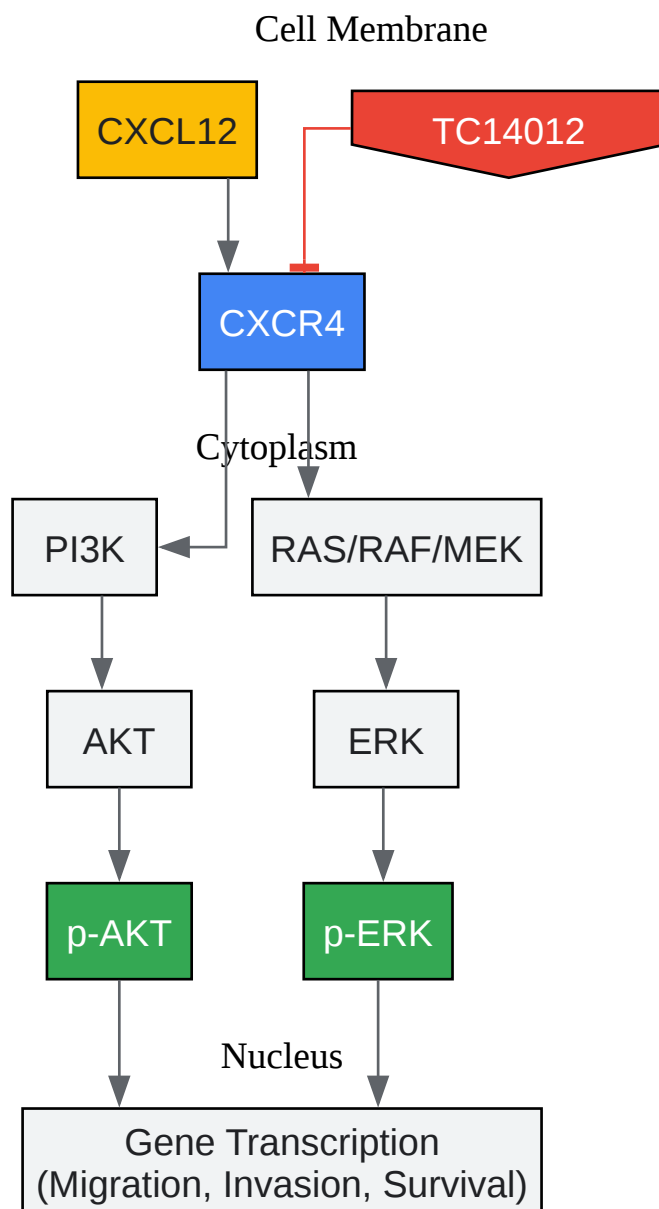 Cell Membrane
CXCL12
TC14012
CXCR4
Cytoplasm
PI3K
RAS/RAF/MEK
AKT
ERK
p-AKT
p-ERK
Nucleus
Gene Transcription
(Migration, Invasion, Survival)